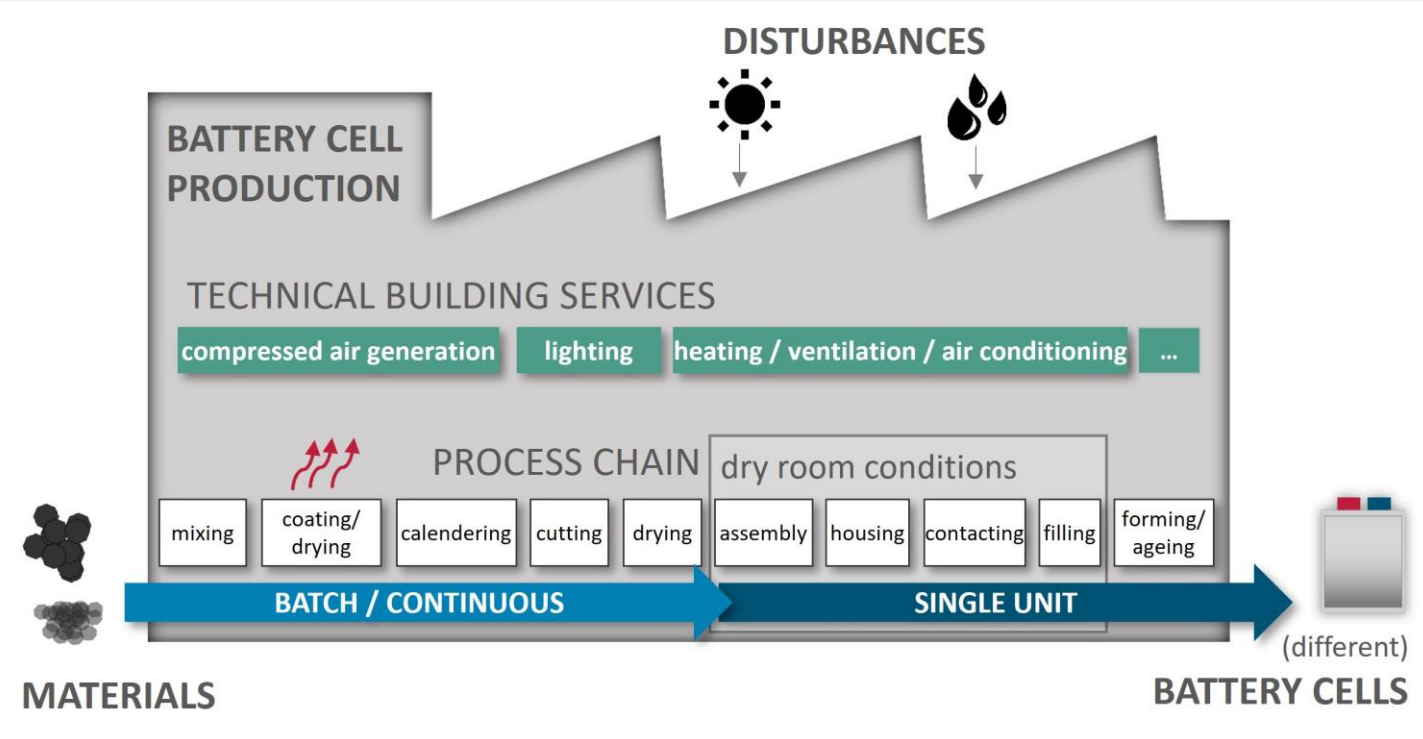 DISTURBANCES
BATTERY CELL
PRODUCTION
TECHNICAL BUILDING SERVICES
compressed air generation
lighting
heating / ventilation / air conditioning
...
PROCESS CHAIN
dry room conditions
mixing
coating/
drying
calendering
cutting
drying
assembly
housing
contacting
filling
forming/
ageing
BATCH / CONTINUOUS
SINGLE UNIT
MATERIALS
(different)
BATTERY CELLS